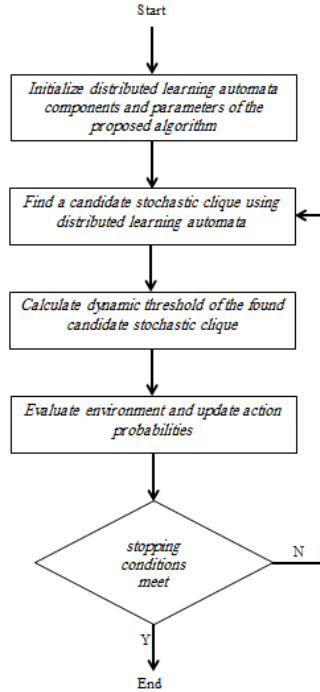 Start
Initialize distributed learning automata
components and parameters of the
proposed algorithm
Find a candidate stochastic clique using
distributed learning automata
Calculate dynamic threshold of the found
candidate stochastic clique
Evaluate environment and update action
probabilities
stopping
conditions
meet
N
Y
End